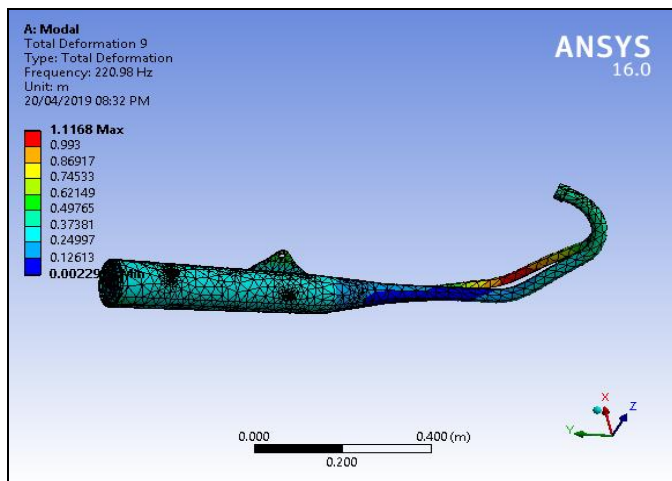 A: Modal
Total Deformation 9
Type: Total Deformation
Frequency: 220.98 Hz
Unit: m
20/04/2019 08:32 PM
ANSYS
16.0
1.1168 Max
0.993
0.86917
0.74533
0.62149
0.49765
0.37381
0.24997
0.12613
0.00229
0.000
0.400 (m)
0.200
X
Y
Z